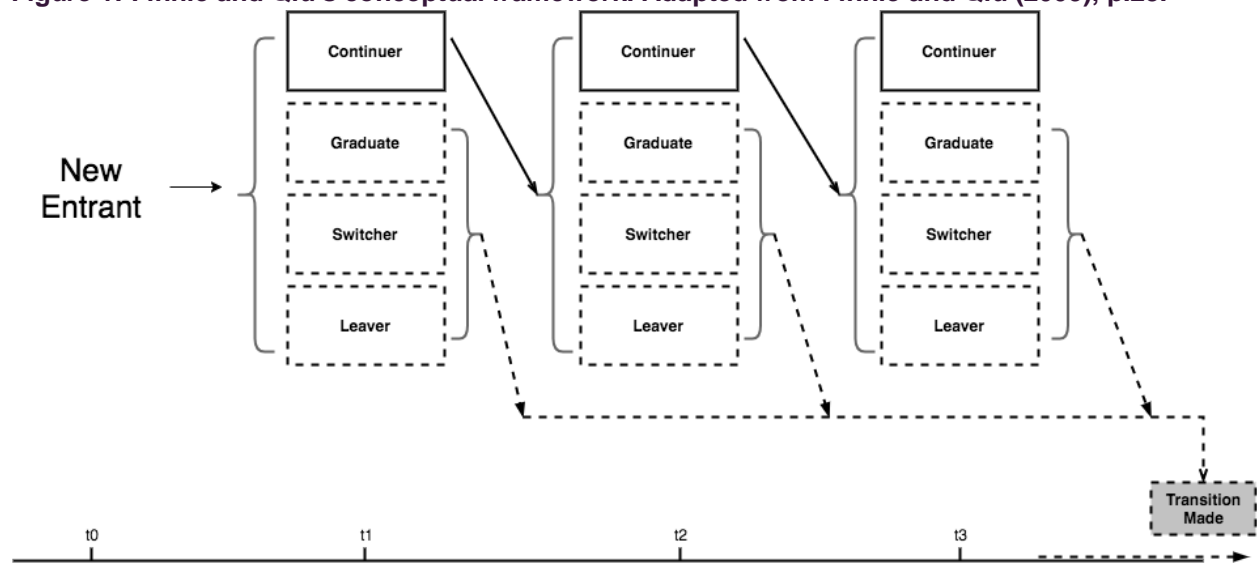 Continuer
Continuer
Continuer
Graduate
Graduate
Graduate
New
Entrant
Switcher
Switcher
Switcher
Leaver
Leaver
Leaver
Transition
Made
t0
t1
t2
t3